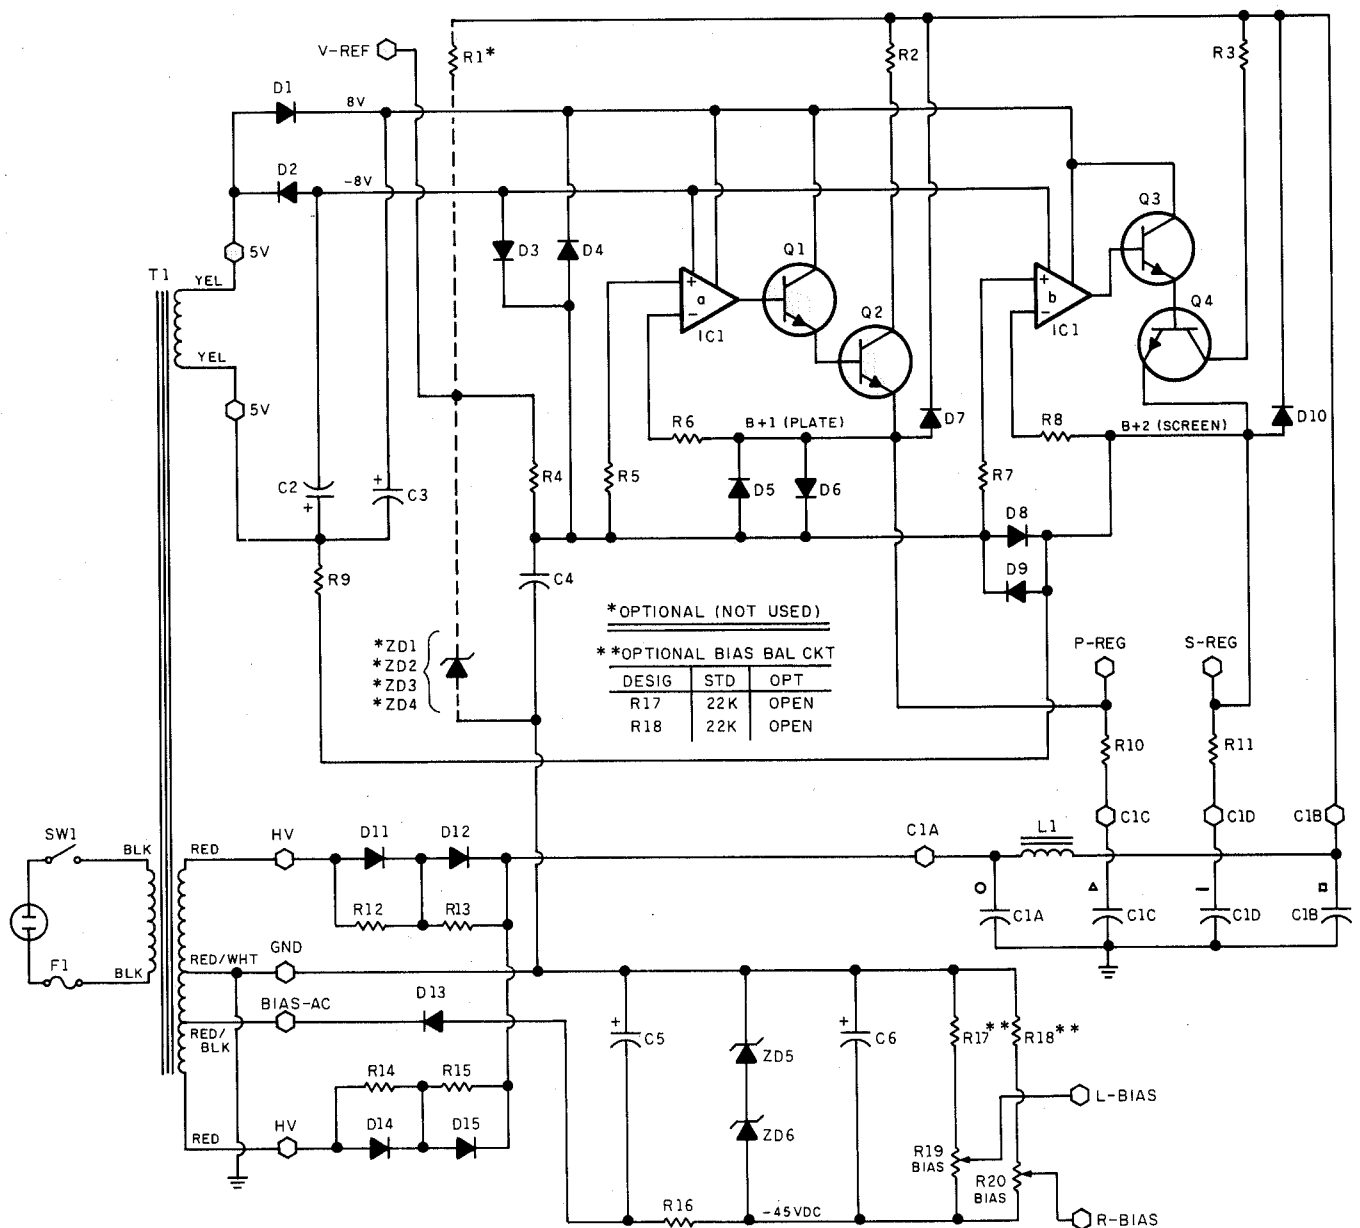 V-REF
R1*
R2
R3
D1
8V
D2
-8V
Q3
T1
5V
YEL
D3
D4
Q1
+
a
-
IC1
Q2
+
b
-
IC1
Q4
YEL
5V
R6
B+1 (PLATE)
D7
R8
B+2 (SCREEN)
D10
C2
+
+
C3
R4
R5
D5
D6
R7
D8
R9
C4
D9
*OPTIONAL (NOT USED)
*ZD1
*ZD2
*ZD3
*ZD4
**OPTIONAL BIAS BAL CKT
DESIG STD OPT
R17 22K OPEN
R18 22K OPEN
P-REG
S-REG
R10
R11
SW1
BLK
RED
HV
D11
D12
C1A
L1
C1C
C1D
C1B
R12
R13
C1A
C1C
C1D
C1B
F1
BLK
RED/WHT
GND
BIAS-AC
D13
RED/
BLK
+
C5
ZD5
+
C6
R17**
R18**
R14
R15
ZD6
L-BIAS
RED
HV
D14
D15
R19
BIAS
R20
BIAS
R16
-45VDC
R-BIAS